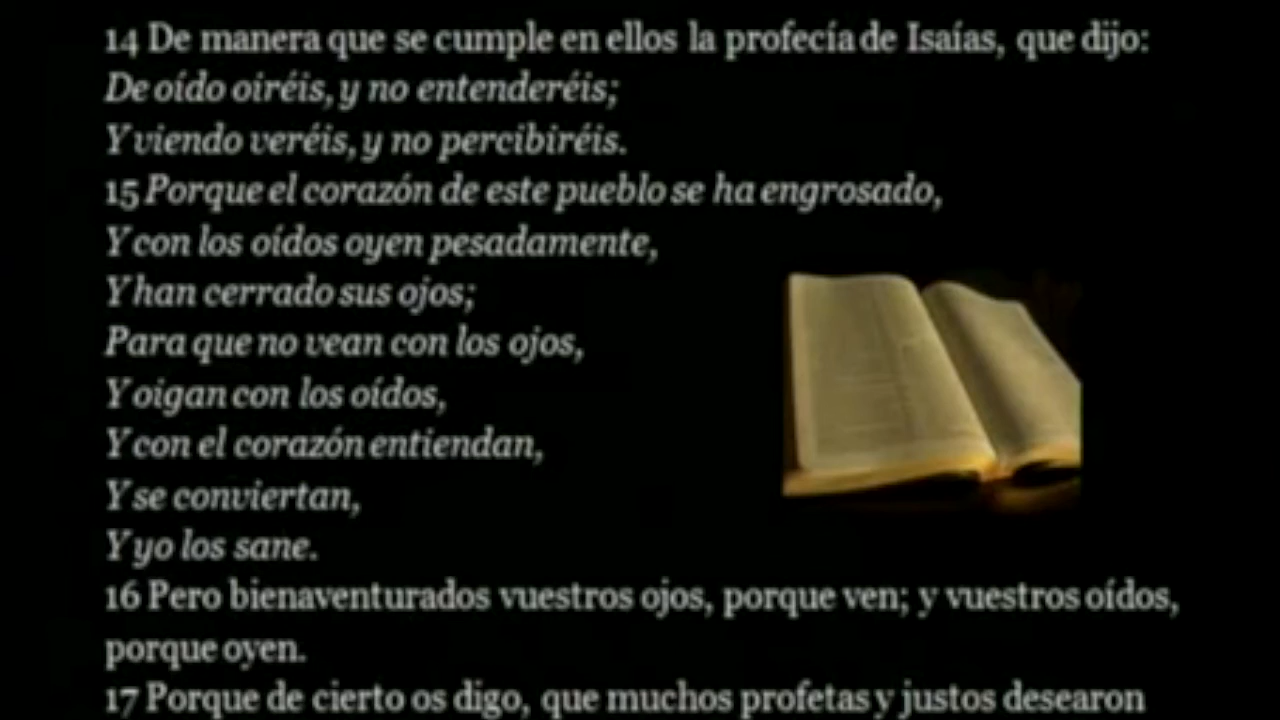 14 De manera que se cumple en ellos la profecía de Isaías, que dijo:
De oído oiréis, y no entenderéis;
Y viendo veréis, y no percibiréis.
15 Porque el corazón de este pueblo se ha engrosado,
Y con los oídos oyen pesadamente,
Y han cerrado sus ojos;
Para que no vean con los ojos,
Y oigan con los oídos,
Y con el corazón entiendan,
Y se conviertan,
Y yo los sane.
16 Pero bienaventurados vuestros ojos, porque ven; y vuestros oídos,
porque oyen.
17 Porque de cierto os digo, que muchos profetas y justos desearon